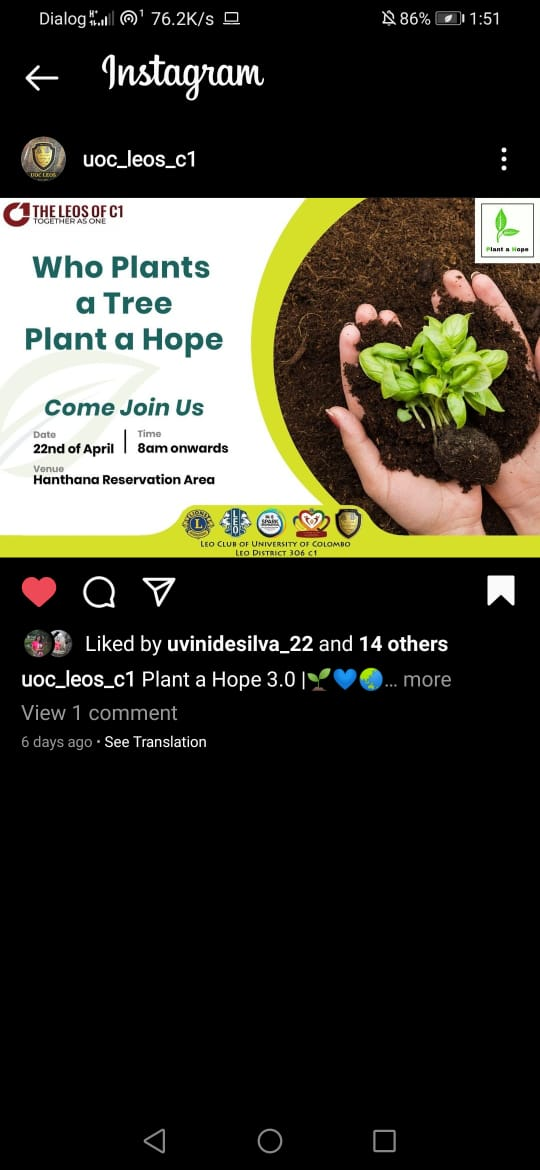 Dialog 76.2K/s 86% 1:51
Instagram
uoc_leos_c1
THE LEOS OF C1
TOGETHER AS ONE
Plant a Hope
Who Plants
a Tree
Plant a Hope
Come Join Us
Date
22nd of April
Time
8am onwards
Venue
Hanthana Reservation Area
LEO CLUB OF UNIVERSITY OF COLOMBO
LEO DISTRICT 306 C1
Liked by uvinidesilva_22 and 14 others
uoc_leos_c1 Plant a Hope 3.0 |🌱💙🌏... more
View 1 comment
6 days ago • See Translation